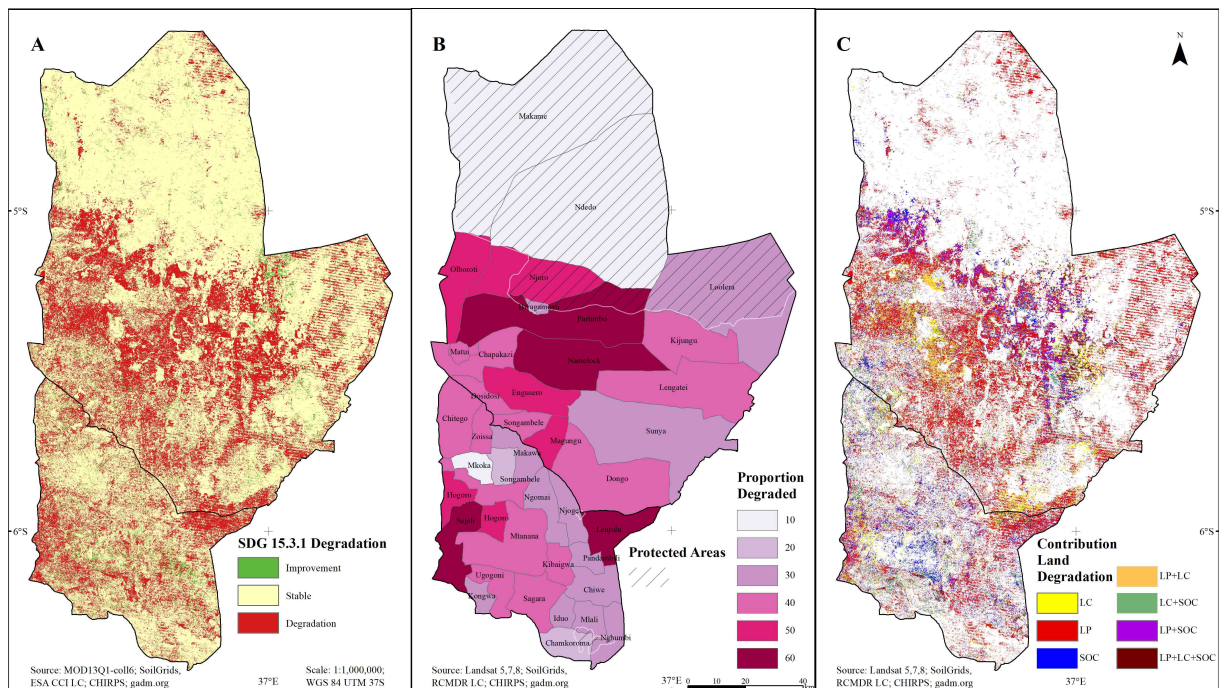 A
5°S
6°S
SDG 15.3.1 Degradation
Improvement
Stable
Degradation
Source: MOD13Q1-coll6; SoilGrids,
ESA CCI LC; CHIRPS; gadm.org
Scale: 1:1,000,000;
WGS 84 UTM 37S
37°E
B
Makame
Ndedo
Olboroti
Njoro
Loolera
Partimbo
Kijungu
Matui
Chapakazi
Namelock
Lengatei
Dosidosi
Engusero
Chitego
Songambele
Zoissa
Magungu
Sunya
Makawa
Mkoka
Songambele
Dongo
Hogoro
Ngomai
Njoge
Sejeli
Hogoro
Mtanana
Lenjulu
Pandambili
Kibaigwa
Ugogoni
Kongwa
Sagara
Chiwe
Iduo
Mlali
Nghumbi
Chamkoroma
37°E
5°S
6°S
Proportion
Degraded
10
20
30
40
50
60
Protected Areas
Source: Landsat 5,7,8; SoilGrids,
RCMDR LC; CHIRPS; gadm.org
37°E
0
10
20
40
C
N
Contribution
Land
Degradation
LC
LP
SOC
LP+LC
LC+SOC
LP+SOC
LP+LC+SOC
Source: Landsat 5,7,8; SoilGrids,
RCMDR LC; CHIRPS; gadm.org
37°E